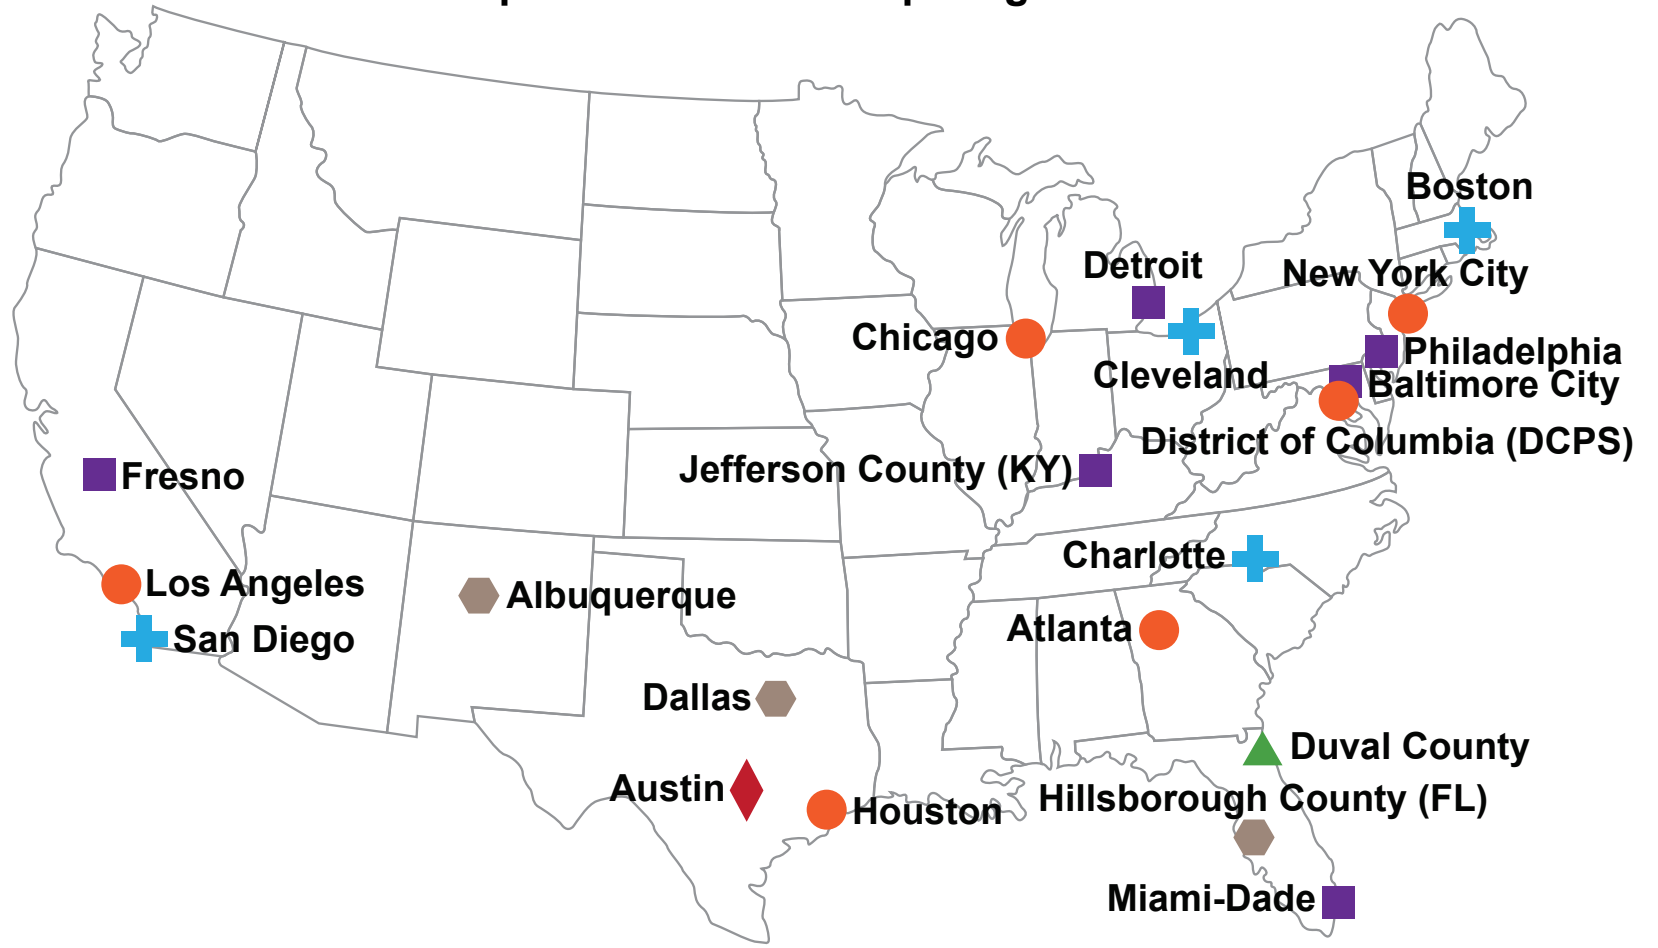 Boston
Detroit
New York City
Chicago
Philadelphia
Cleveland
Baltimore City
District of Columbia (DCPS)
Jefferson County (KY)
Fresno
Charlotte
Los Angeles
Albuquerque
Atlanta
San Diego
Dallas
Duval County
Austin
Hillsborough County (FL)
Houston
Miami-Dade